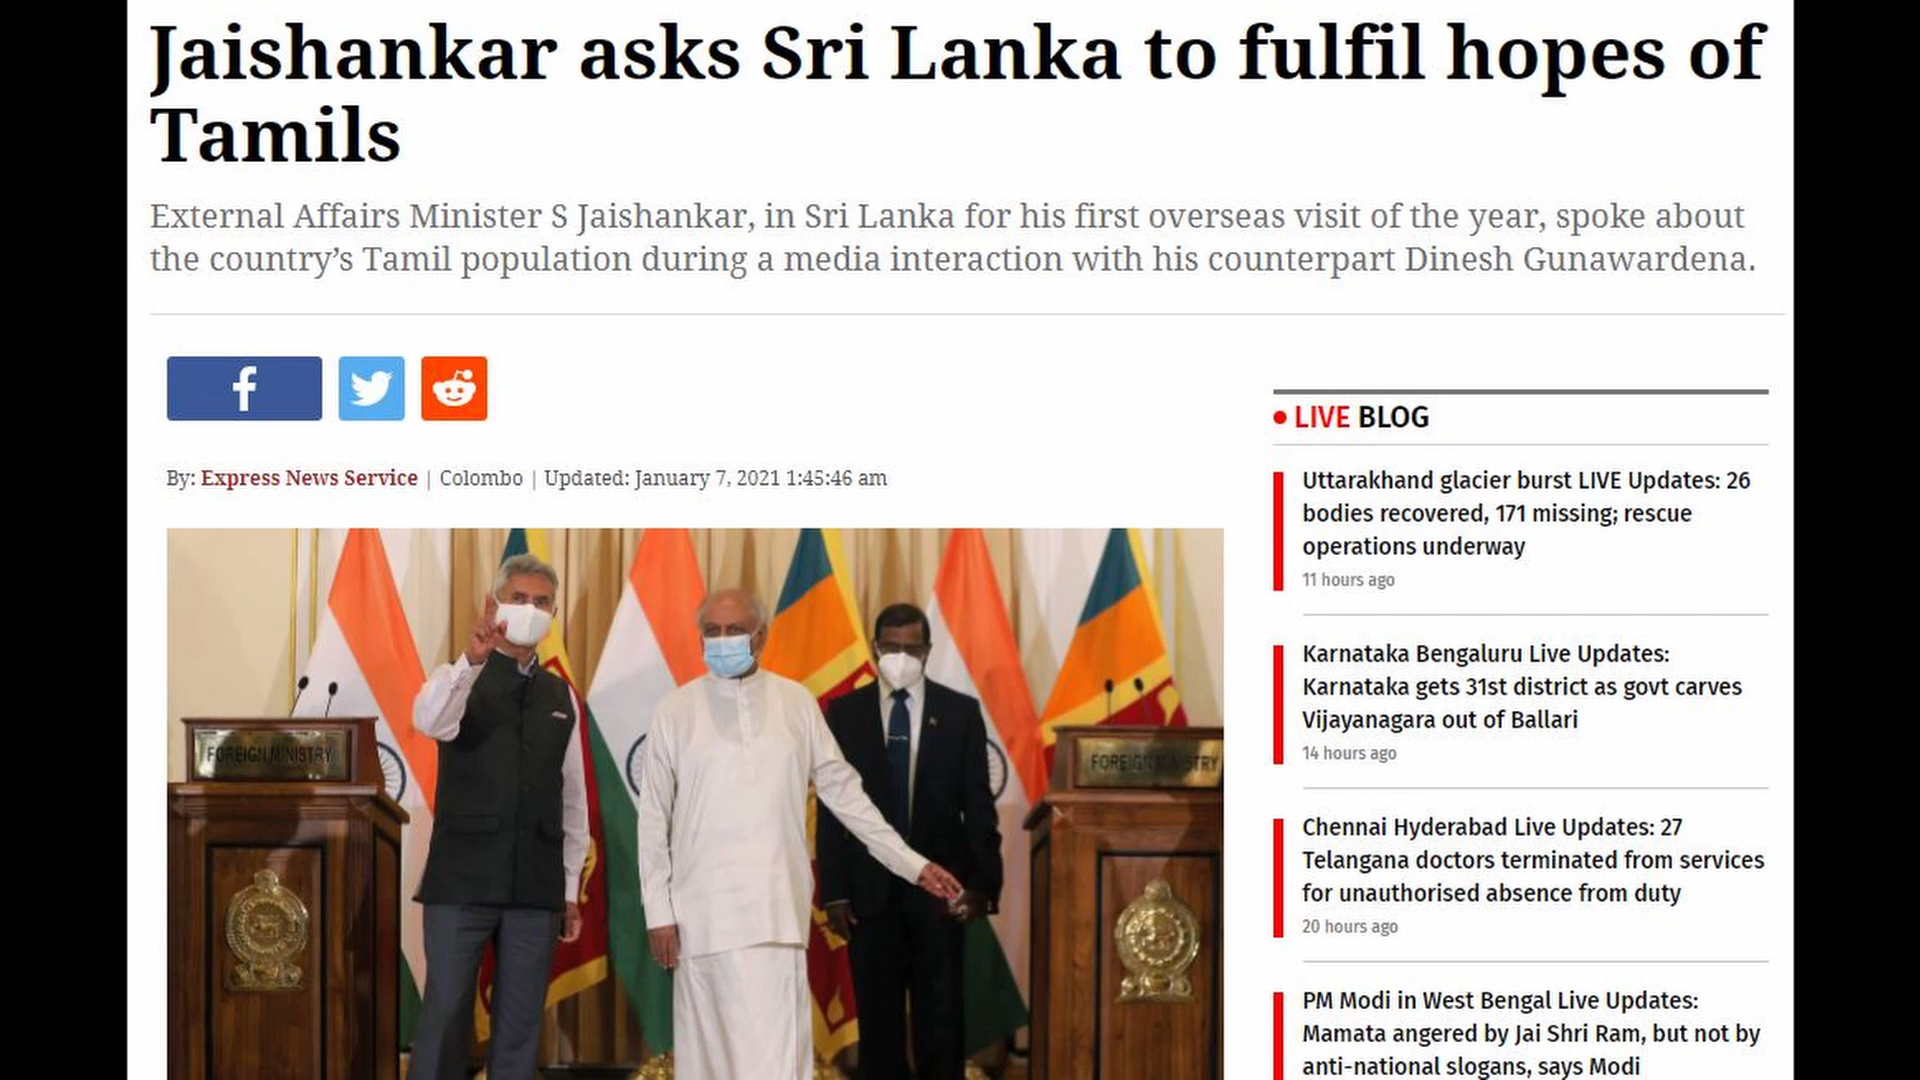 Jaishankar asks Sri Lanka to fulfil hopes of
Tamils
External Affairs Minister S Jaishankar, in Sri Lanka for his first overseas visit of the year, spoke about
the country’s Tamil population during a media interaction with his counterpart Dinesh Gunawardena.
By: Express News Service | Colombo | Updated: January 7, 2021 1:45:46 am
FOREIGN MINISTRY
FOREIGN MINISTRY
LIVE BLOG
Uttarakhand glacier burst LIVE Updates: 26
bodies recovered, 171 missing; rescue
operations underway
11 hours ago
Karnataka Bengaluru Live Updates:
Karnataka gets 31st district as govt carves
Vijayanagara out of Ballari
14 hours ago
Chennai Hyderabad Live Updates: 27
Telangana doctors terminated from services
for unauthorised absence from duty
20 hours ago
PM Modi in West Bengal Live Updates:
Mamata angered by Jai Shri Ram, but not by
anti-national slogans, says Modi